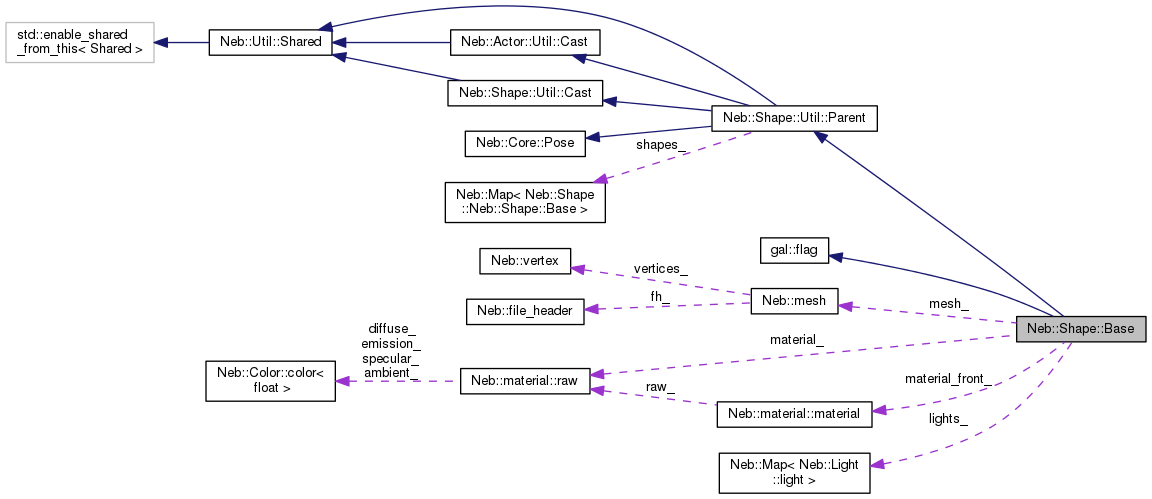 std::enable_shared
_from_this< Shared >
Neb::Util::Shared
Neb::Actor::Util::Cast
Neb::Shape::Util::Cast
Neb::Shape::Util::Parent
Neb::Core::Pose
shapes_
Neb::Map< Neb::Shape
::Neb::Shape::Base >
gal::flag
Neb::vertex
vertices_
Neb::mesh
mesh_
fh_
Neb::file_header
Neb::Shape::Base
diffuse_
emission_
specular_
ambient_
material_
Neb::Color::color<
float >
Neb::material::raw
raw_
material_front_
Neb::material::material
lights_
Neb::Map< Neb::Light
::light >